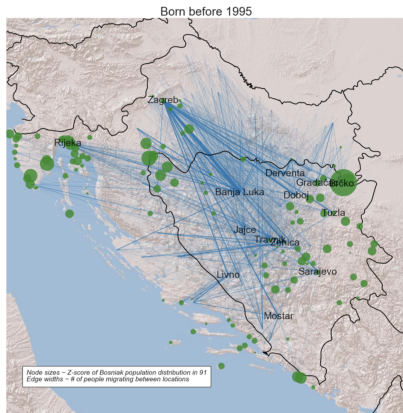 Born before 1995
Zagreb
Rijeka
Derventa
Gradačac
Brčko
Banja Luka
Doboj
Tuzla
Jajce
Travnik
Zenica
Livno
Sarajevo
Mostar
Node sizes ~ Z-score of Bosniak population distribution in 91
Edge widths ~ # of people migrating between locations